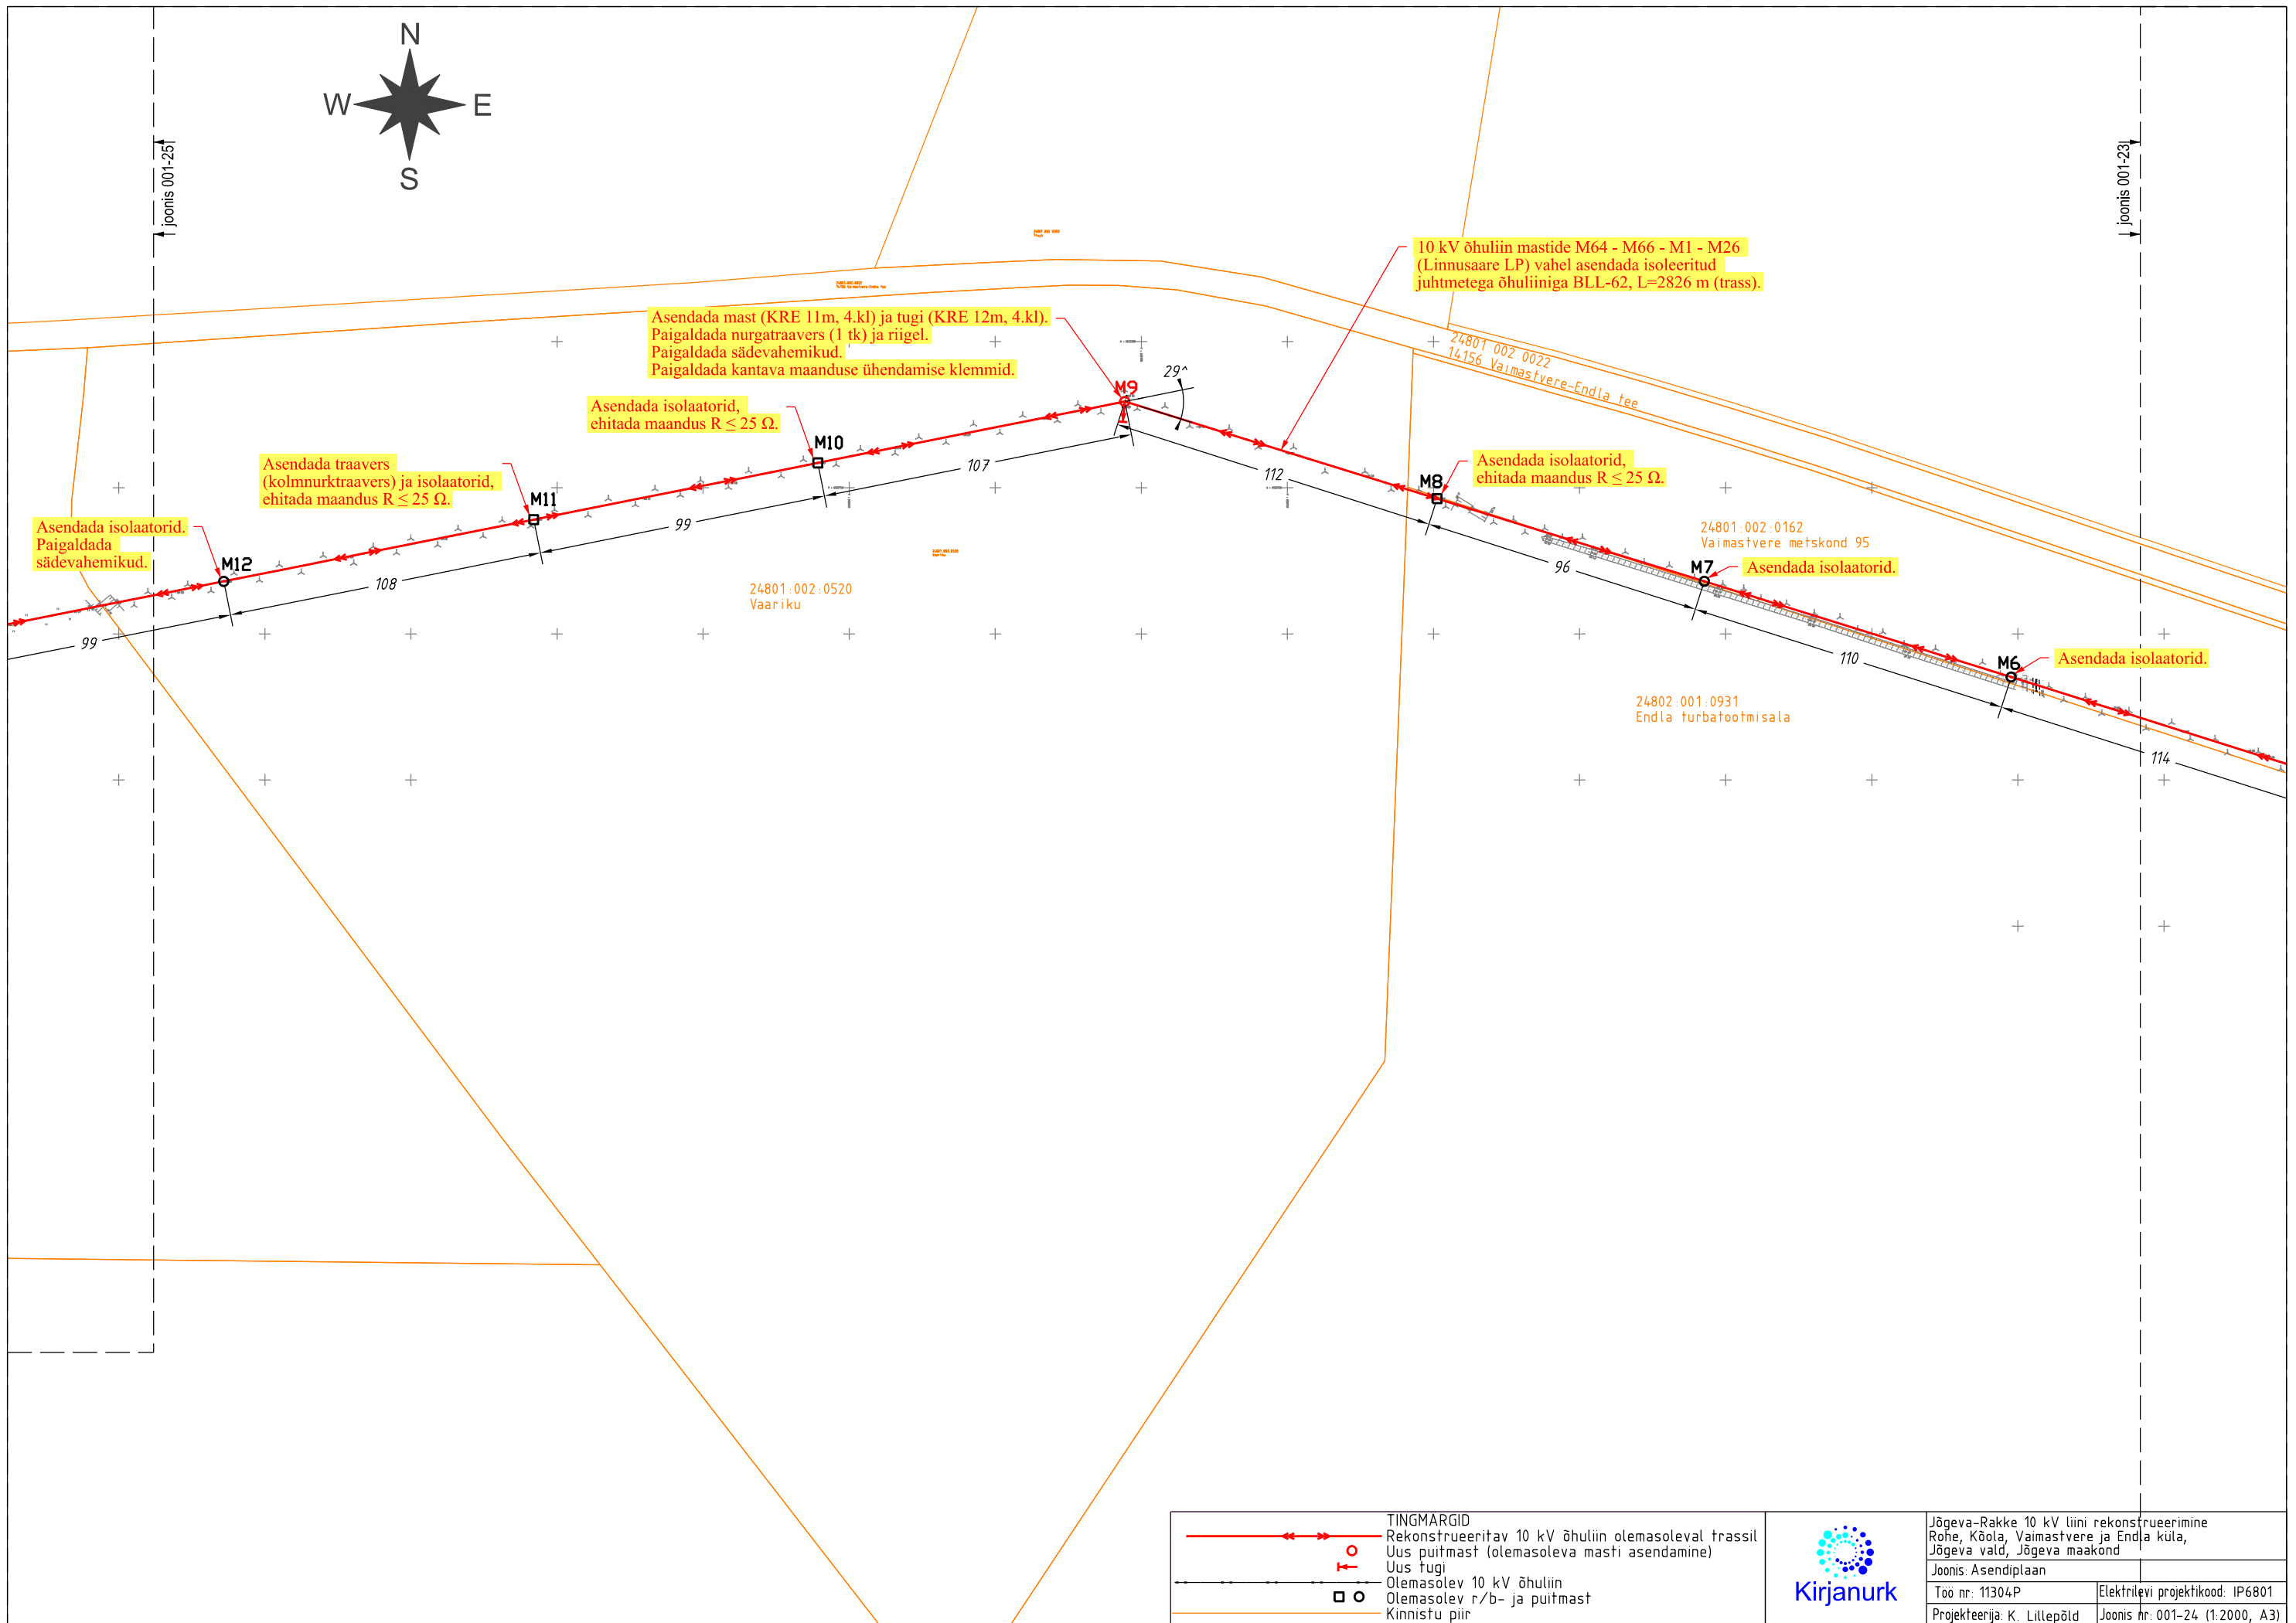 N
W
E
S
joonis 001-25
joonis 001-23
10 kV õhuliin mastide M64 - M66 - M1 - M26
(Linnusaare LP) vahel asendada isoleeritud
juhtmetega õhuliiniga BLL-62, L=2826 m (trass).
Asendada mast (KRE 11m, 4.kl) ja tugi (KRE 12m, 4.kl).
Paigaldada nurgatraavers (1 tk) ja riigel.
Paigaldada sädevahemikud.
Paigaldada kantava maanduse ühendamise klemmid.
24801 002 0022
14156 Vaimastvere-Endla tee
M9
29^
Asendada isolaatorid,
ehitada maandus R ≤ 25 Ω.
M10
107
112
Asendada isolaatorid,
ehitada maandus R ≤ 25 Ω.
M8
Asendada traavers
(kolmnurktraavers) ja isolaatorid,
ehitada maandus R ≤ 25 Ω.
M11
99
Asendada isolaatorid.
Paigaldada
sädevahemikud.
M12
108
99
24801:002:0520
Vaariku
24801:002:0162
Vaimastvere metskond 95
96
M7
Asendada isolaatorid.
110
M6
Asendada isolaatorid.
24802:001:0931
Endla turbatootmisala
114
TINGMÄRGID
Rekonstrueeritav 10 kV õhuliin olemasoleval trassil
Uus puitmast (olemasoleva masti asendamine)
Uus tugi
Olemasolev 10 kV õhuliin
Olemasolev r/b- ja puitmast
Kinnistu piir
Kirjanurk
Jõgeva-Rakke 10 kV liini rekonstrueerimine
Rohe, Kõola, Vaimastvere ja Endla küla,
Jõgeva vald, Jõgeva maakond
Joonis: Asendiplaan
Töö nr: 11304P
Elektrilevi projektikood: IP6801
Projekteerija: K. Lillepõld
Joonis nr: 001-24 (1:2000, A3)